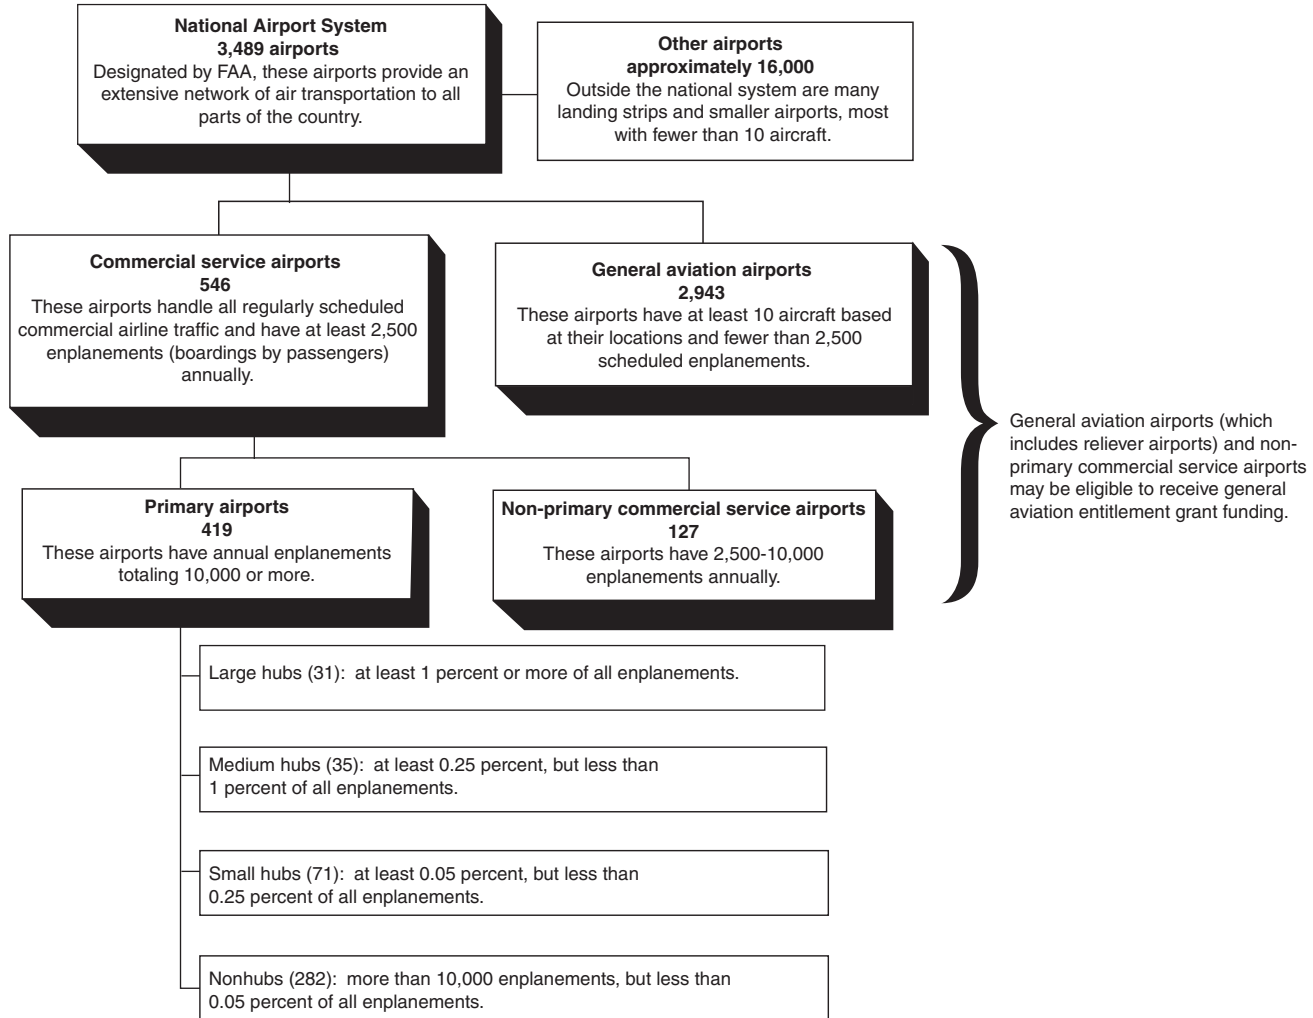 National Airport System
3,489 airports
Designated by FAA, these airports provide an
extensive network of air transportation to all
parts of the country.
Other airports
approximately 16,000
Outside the national system are many
landing strips and smaller airports, most
with fewer than 10 aircraft.
Commercial service airports
546
These airports handle all regularly scheduled
commercial airline traffic and have at least 2,500
enplanements (boardings by passengers)
annually.
General aviation airports
2,943
These airports have at least 10 aircraft based
at their locations and fewer than 2,500
scheduled enplanements.
General aviation airports (which
includes reliever airports) and non-
primary commercial service airports
may be eligible to receive general
aviation entitlement grant funding.
Primary airports
419
These airports have annual enplanements
totaling 10,000 or more.
Non-primary commercial service airports
127
These airports have 2,500-10,000
enplanements annually.
Large hubs (31):  at least 1 percent or more of all enplanements.
Medium hubs (35):  at least 0.25 percent, but less than
1 percent of all enplanements.
Small hubs (71):  at least 0.05 percent, but less than
0.25 percent of all enplanements.
Nonhubs (282):  more than 10,000 enplanements, but less than
0.05 percent of all enplanements.